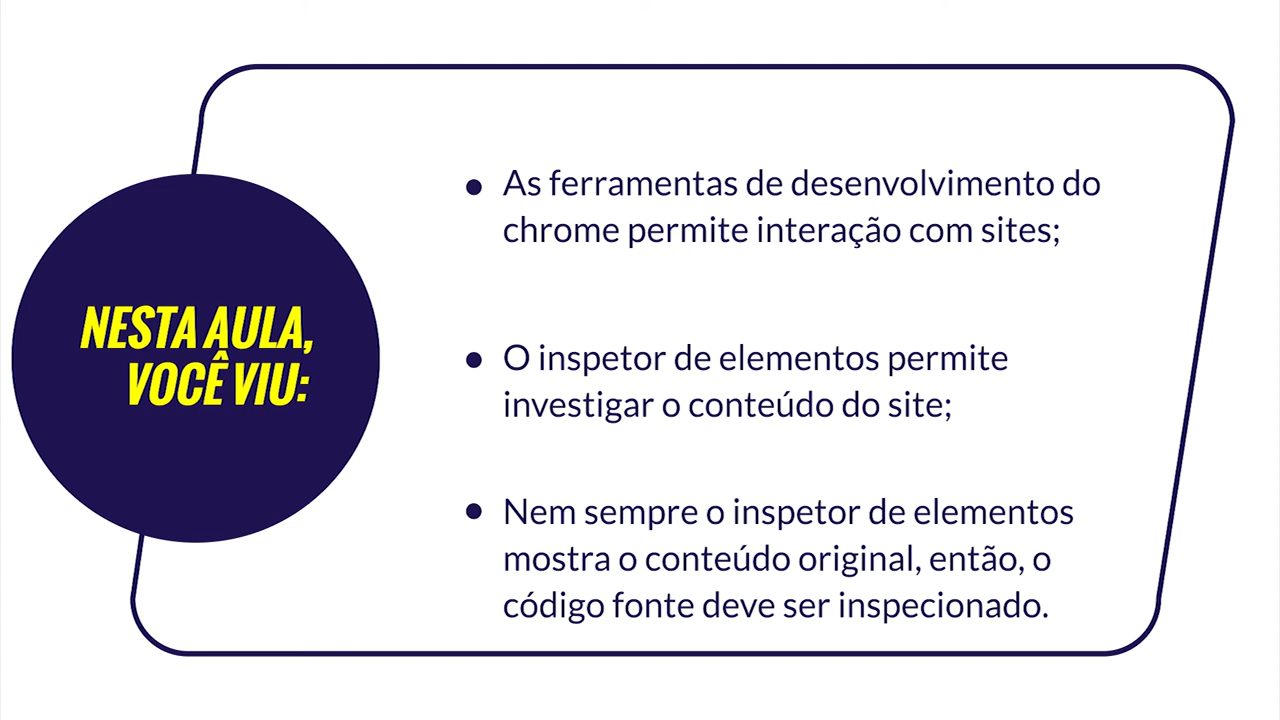 NESTA AULA,
VOCÊ VIU:
As ferramentas de desenvolvimento do
chrome permite interação com sites;
O inspetor de elementos permite
investigar o conteúdo do site;
Nem sempre o inspetor de elementos
mostra o conteúdo original, então, o
código fonte deve ser inspecionado.